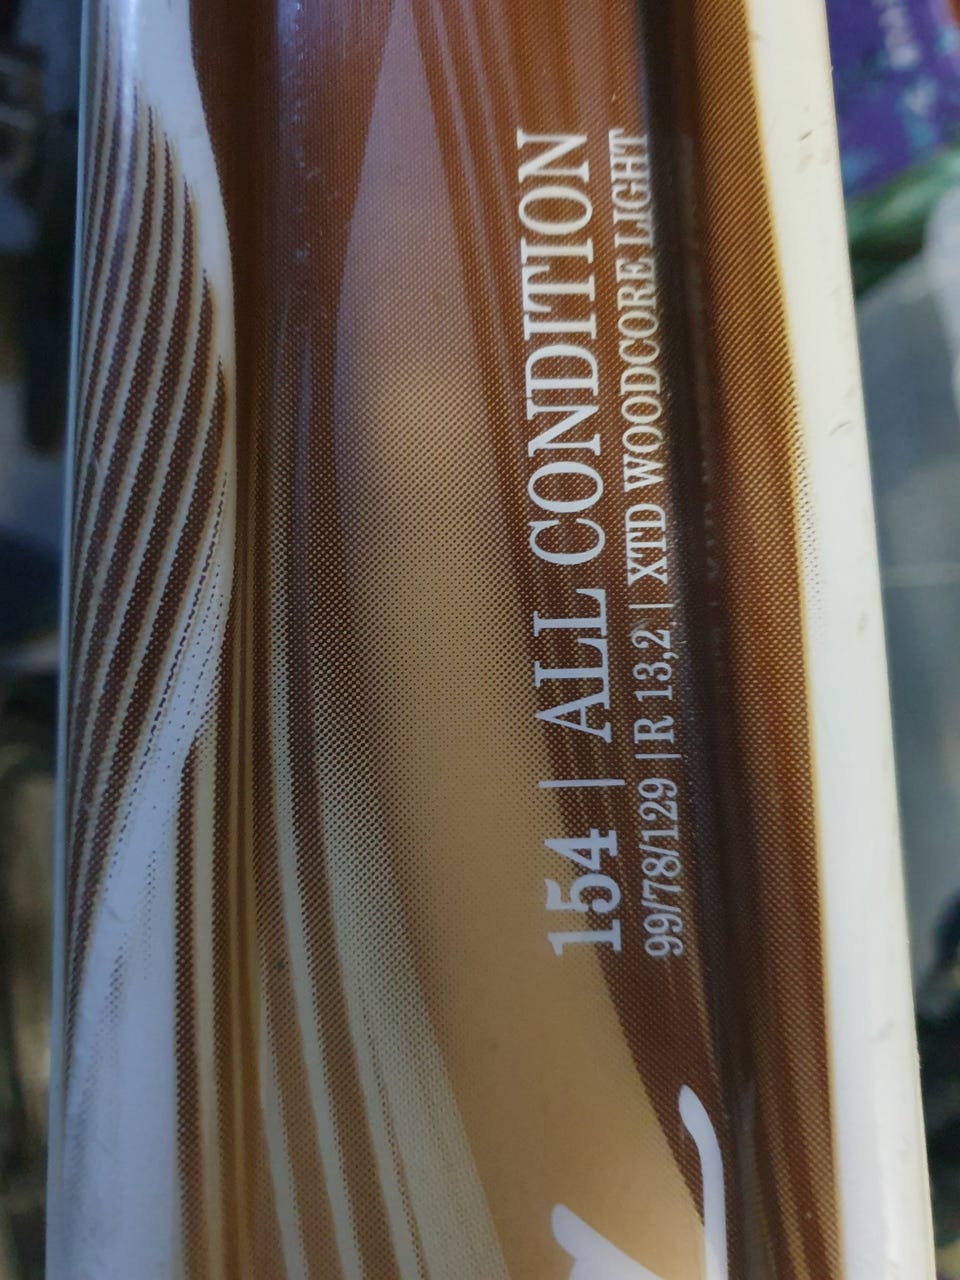 154 | ALL CONDITION
99/78/129 | R 13,2 | XTD WOODCORE LIGHT